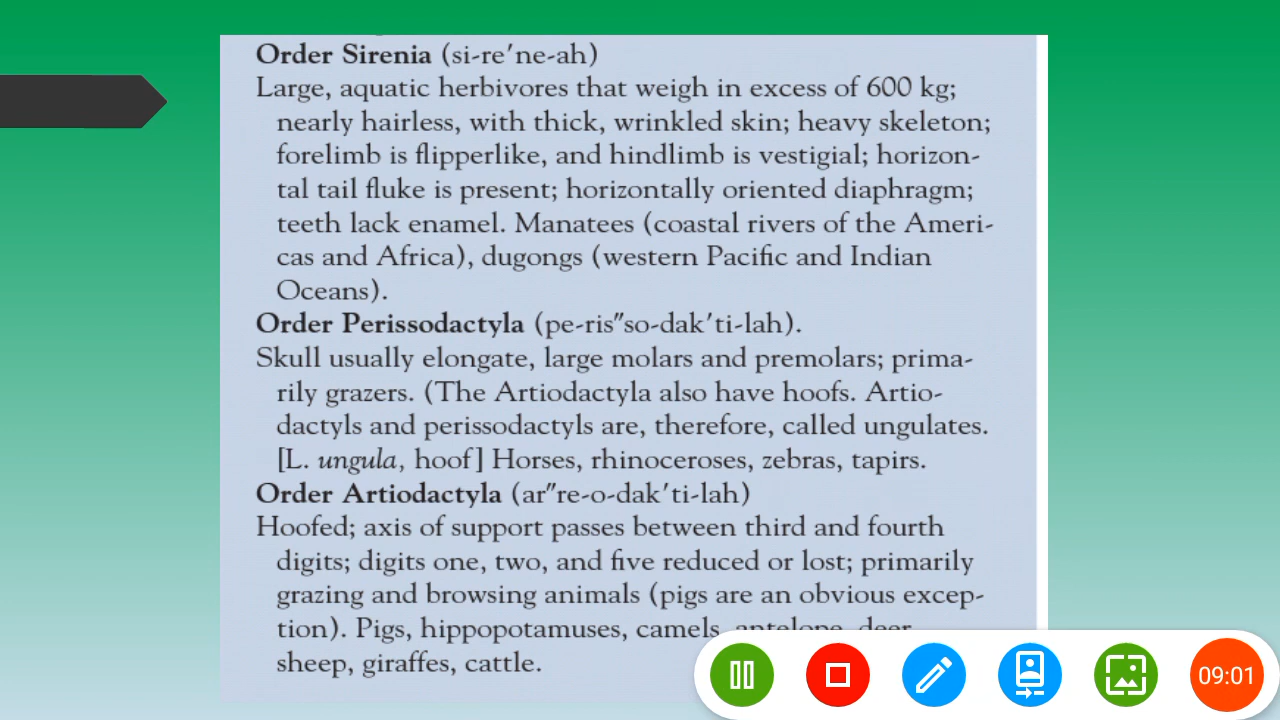 Order Sirenia (si-re′ne-ah)
Large, aquatic herbivores that weigh in excess of 600 kg;
nearly hairless, with thick, wrinkled skin; heavy skeleton;
forelimb is flipperlike, and hindlimb is vestigial; horizon-
tal tail fluke is present; horizontally oriented diaphragm;
teeth lack enamel. Manatees (coastal rivers of the Ameri-
cas and Africa), dugongs (western Pacific and Indian
Oceans).
Order Perissodactyla (pe-ris″so-dak′ti-lah).
Skull usually elongate, large molars and premolars; prima-
rily grazers. (The Artiodactyla also have hoofs. Artio-
dactyls and perissodactyls are, therefore, called ungulates.
[L. ungula, hoof] Horses, rhinoceroses, zebras, tapirs.
Order Artiodactyla (ar″re-o-dak′ti-lah)
Hoofed; axis of support passes between third and fourth
digits; digits one, two, and five reduced or lost; primarily
grazing and browsing animals (pigs are an obvious excep-
tion). Pigs, hippopotamuses, camels, antelope, deer,
sheep, giraffes, cattle.
09:01